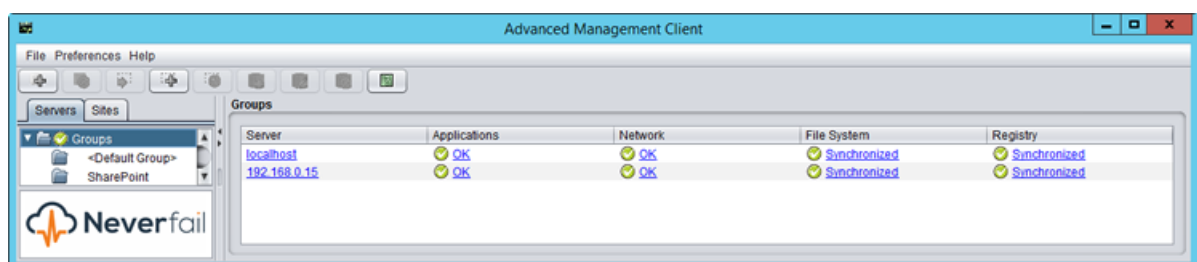 Advanced Management Client
File Preferences Help
Servers Sites
Groups
Groups
<Default Group>
SharePoint
Neverfail
Server Applications Network File System Registry
localhost OK OK Synchronized Synchronized
192.168.0.15 OK OK Synchronized Synchronized